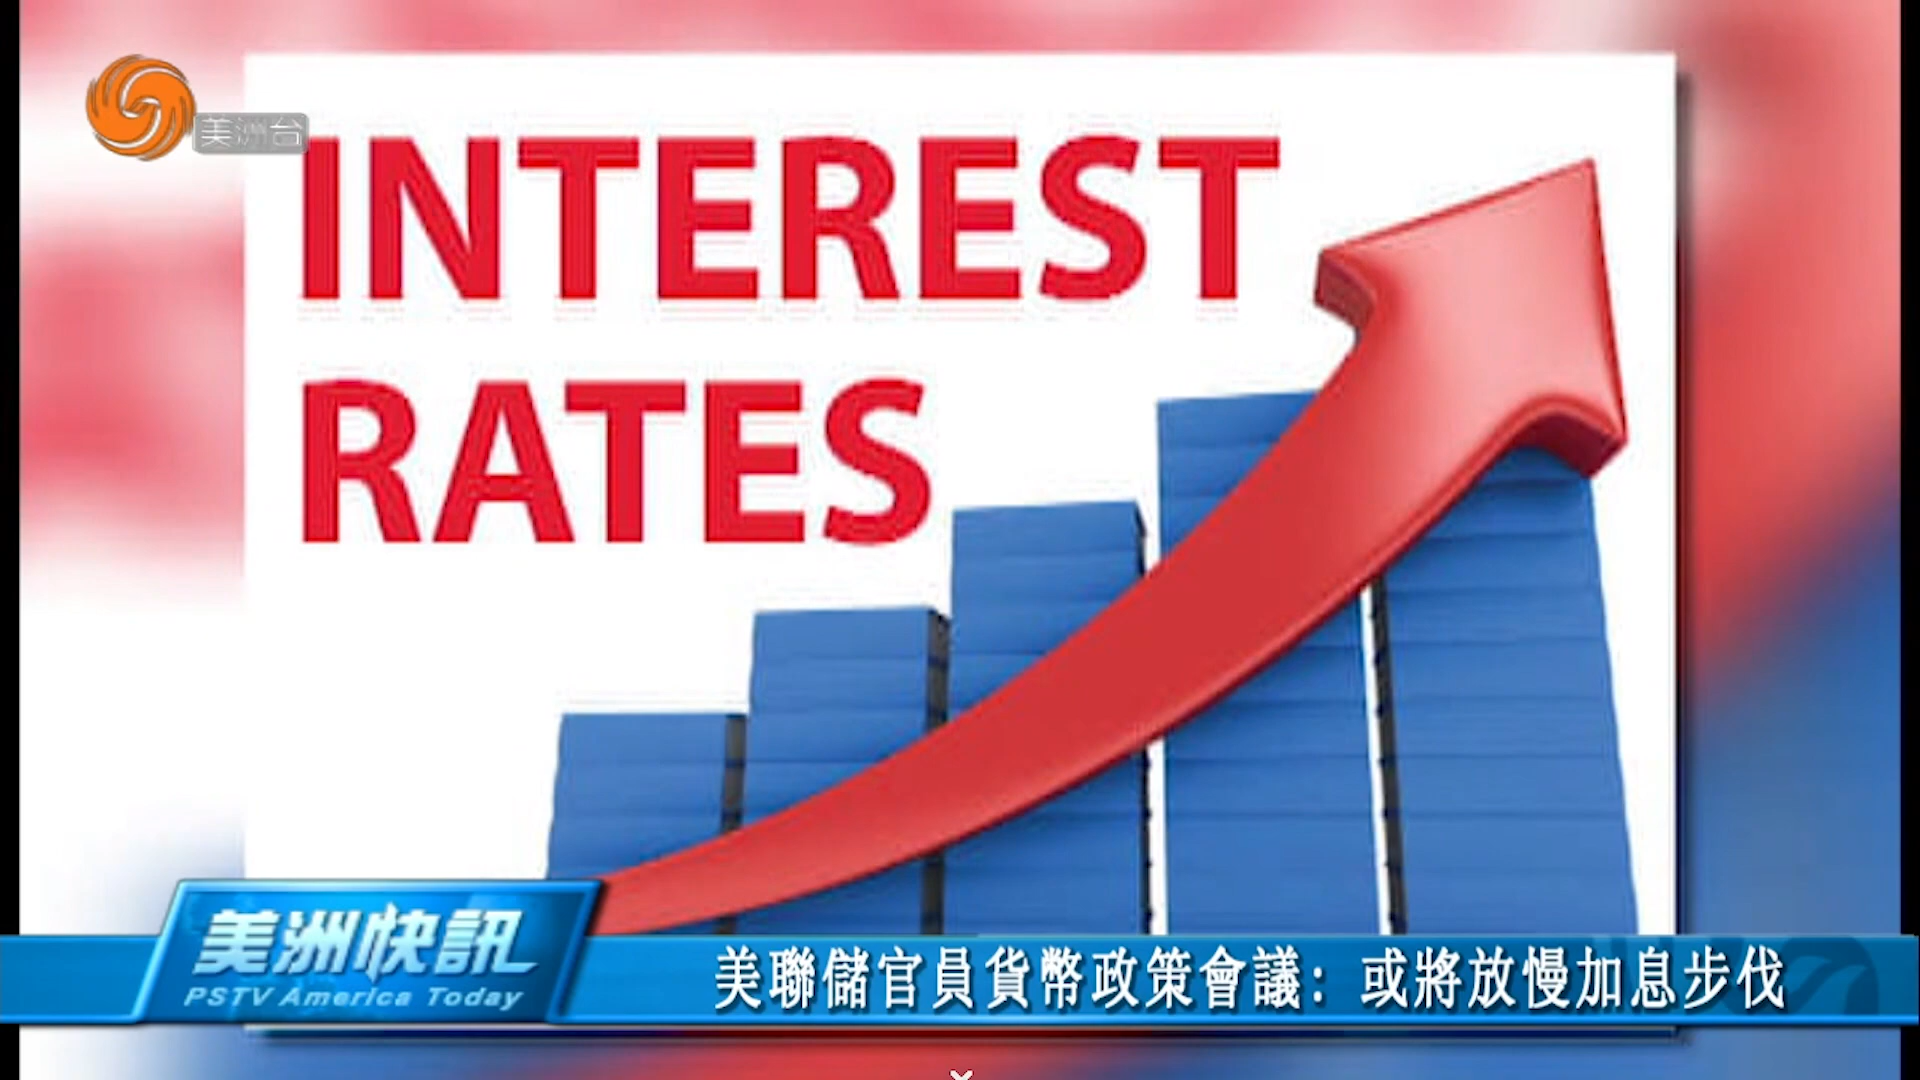 美洲台
INTEREST
RATES
美洲快訊
PSTV America Today
美聯儲官員貨幣政策會議：或將放慢加息步伐